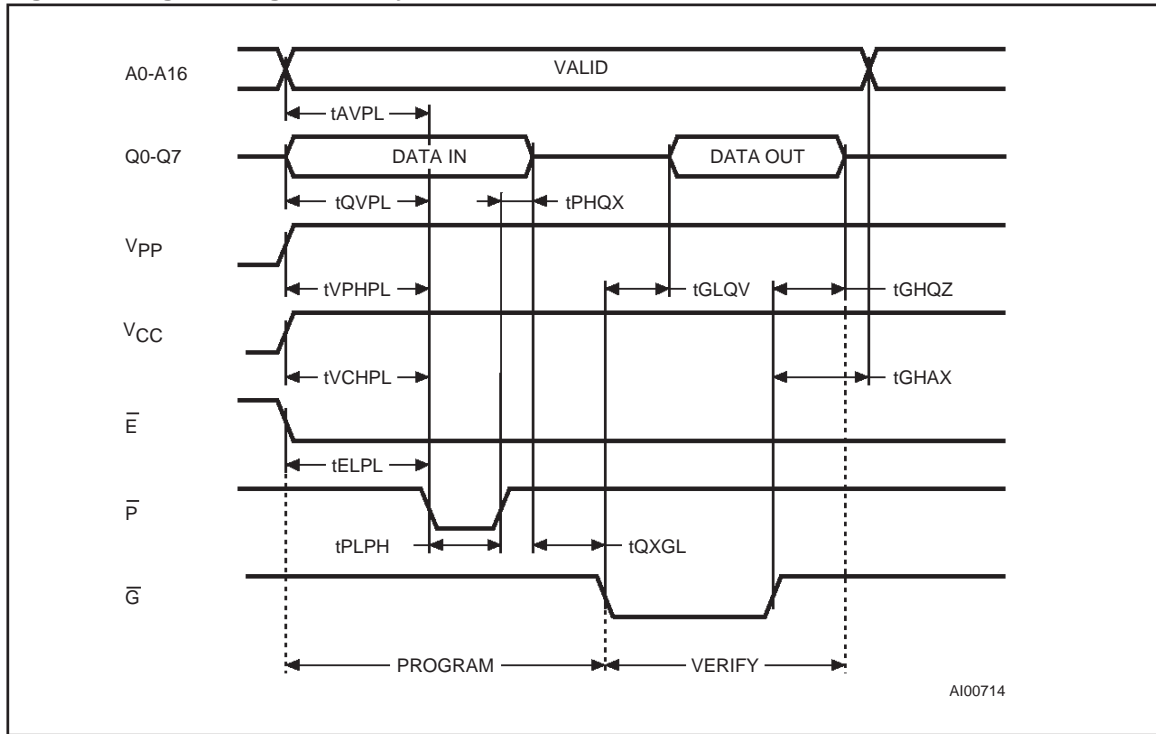 A0-A16
VALID
tAVPL
Q0-Q7
DATA IN
DATA OUT
tQVPL
tPHQX
VPP
tVPHPL
tGLQV
tGHQZ
VCC
tVCHPL
tGHAX
E̅
tELPL
P̅
tPLPH
tQXGL
G̅
PROGRAM
VERIFY
AI00714